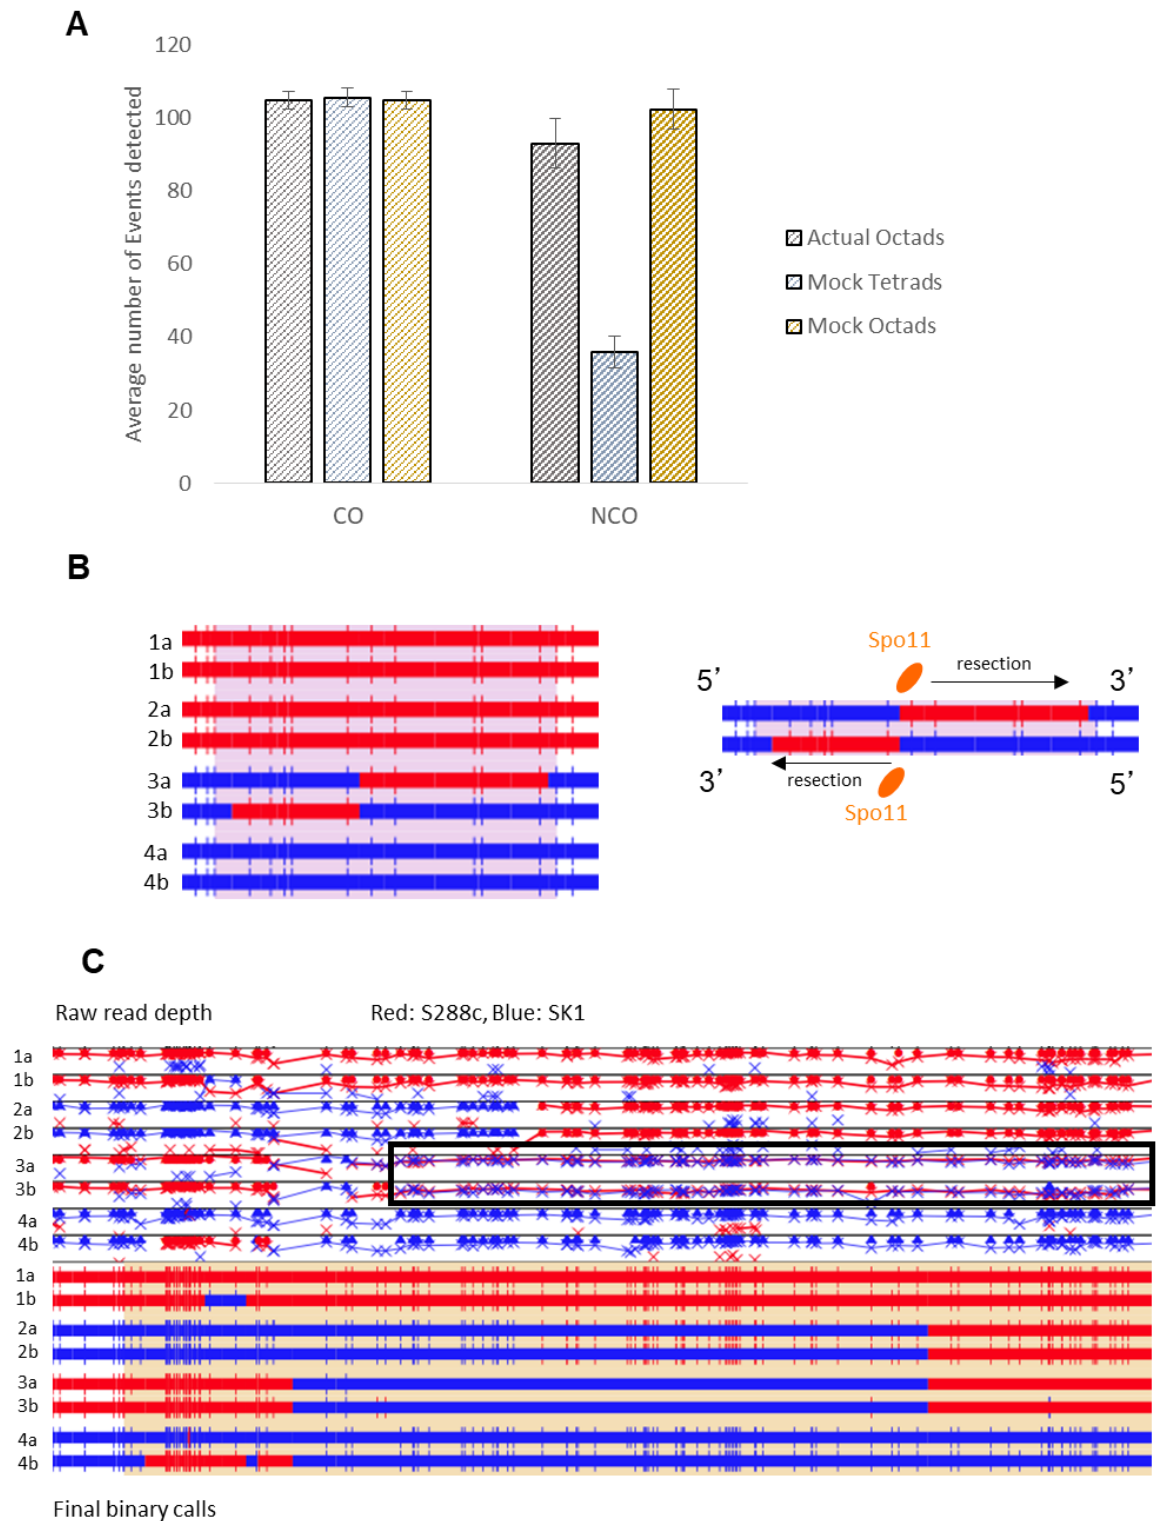 A
120
100
80
60
40
20
0
Average number of Events detected
CO
NCO
Actual Octads
Mock Tetrads
Mock Octads
B
1a
1b
2a
2b
3a
3b
4a
4b
Spo11
resection
5’
3’
3’
resection
5’
Spo11
C
Raw read depth
Red: S288c, Blue: SK1
1a
1b
2a
2b
3a
3b
4a
4b
1a
1b
2a
2b
3a
3b
4a
4b
Final binary calls